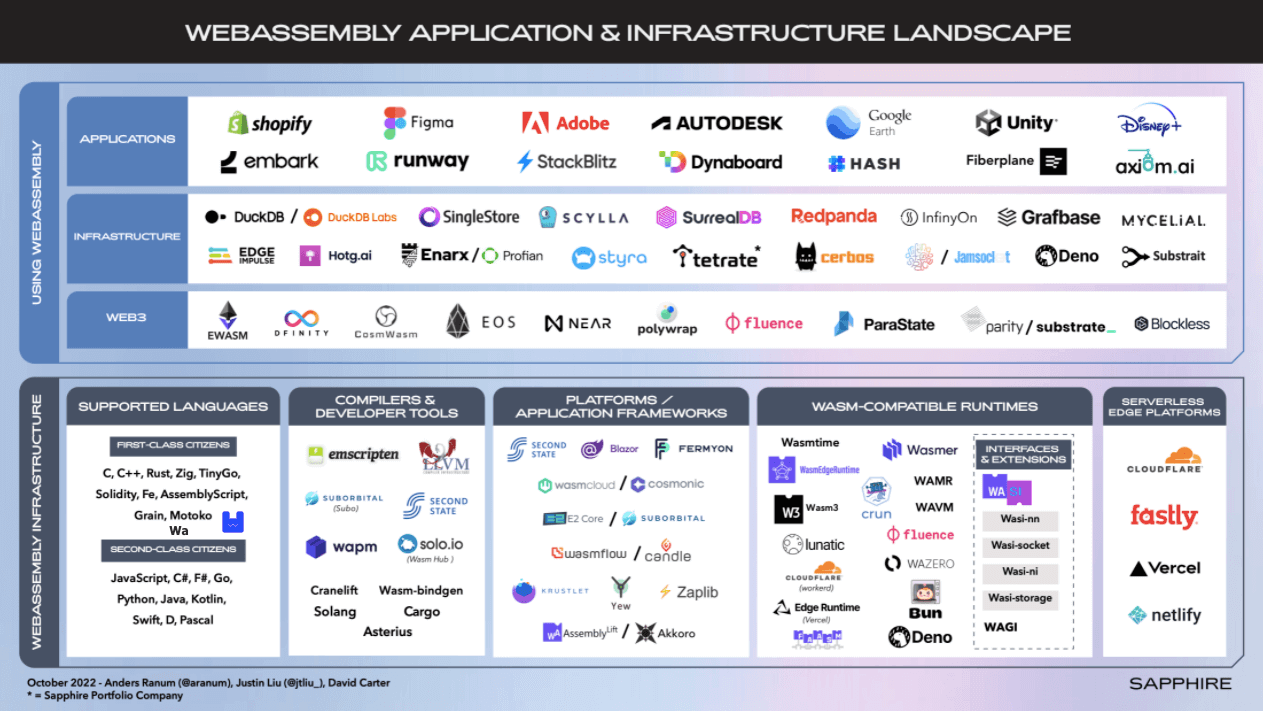 WEBASSEMBLY APPLICATION & INFRASTRUCTURE LANDSCAPE
USING WEBASSEMBLY
APPLICATIONS
shopify Figma Adobe AUTODESK Google Earth Unity Disney+
embark runway StackBlitz Dynaboard HASH Fiberplane axiom.ai
INFRASTRUCTURE
DuckDB / DuckDB Labs SingleStore SCYLLA SurrealDB Redpanda InfinyOn Grafbase MYCELiAL
EDGE IMPULSE Hotg.ai Enarx / Profian styra tetrate* cerbos / Jamsocket Deno Substrait
WEB3
EWASM DFINITY CosmWasm EOS NEAR polywrap fluence ParaState parity / substrate_ Blockless
WEBASSEMBLY INFRASTRUCTURE
SUPPORTED LANGUAGES
FIRST-CLASS CITIZENS
C, C++, Rust, Zig, TinyGo,
Solidity, Fe, AssemblyScript,
Grain, Motoko
Wa
SECOND-CLASS CITIZENS
JavaScript, C#, F#, Go,
Python, Java, Kotlin,
Swift, D, Pascal
COMPILERS &
DEVELOPER TOOLS
emscripten LLVM
SUBORBITAL
(Subo)
SECOND
STATE
wapm solo.io
(Wasm Hub )
Cranelift Wasm-bindgen
Solang Cargo
Asterius
PLATFORMS /
APPLICATION FRAMEWORKS
SECOND
STATE
Blazor FERMYON
wasmcloud / cosmonic
E2 Core / SUBORBITAL
wasmflow / candle
KRUSTLET Yew Zaplib
WA AssemblyLift / Akkoro
WASM-COMPATIBLE RUNTIMES
Wasmtime
WasmEdgeRuntime
W3 Wasm3
lunatic
CLOUDFLARE
(workerd)
Edge Runtime
(Vercel)
Wasmer
WAMR
crun
WAVM
fluence
WAZERO
Bun
Deno
INTERFACES
& EXTENSIONS
WA SI
Wasi-nn
Wasi-socket
Wasi-ni
Wasi-storage
WAGI
SERVERLESS
EDGE PLATFORMS
CLOUDFLARE
fastly
Vercel
netlify
October 2022 - Anders Ranum (@aranum), Justin Liu (@jtliu_), David Carter
* = Sapphire Portfolio Company
SAPPHIRE